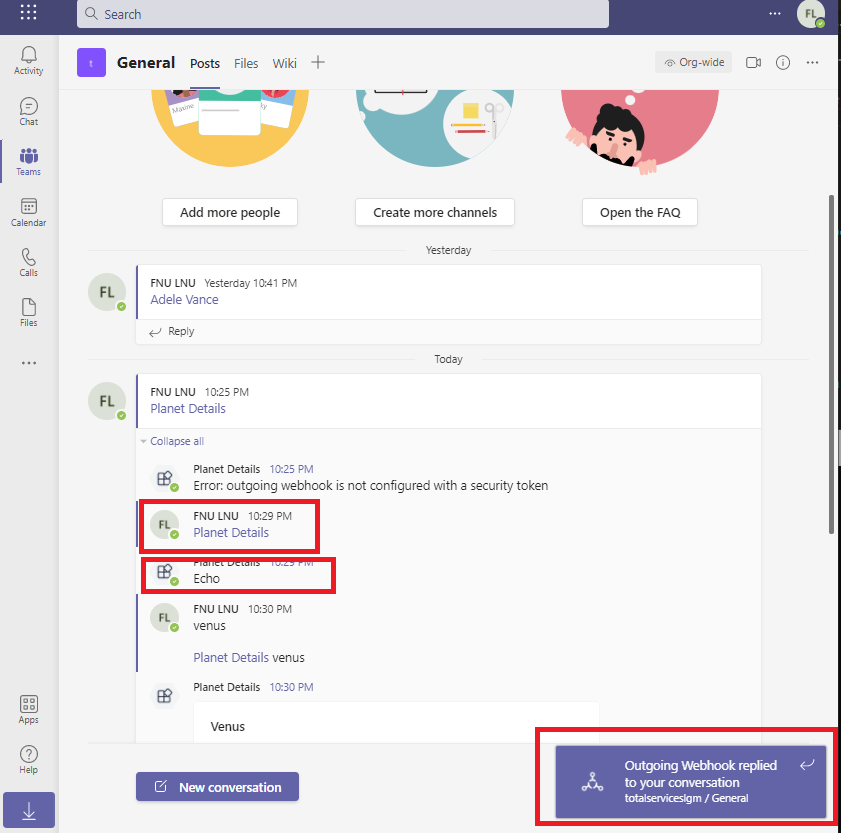 Search
FL
Activity
Chat
Teams
Calendar
Calls
Files
Apps
Help
t
General Posts Files Wiki
Org-wide
Maxine
Add more people
Create more channels
Open the FAQ
Yesterday
FL
FNU LNU Yesterday 10:41 PM
Adele Vance
Reply
Today
FL
FNU LNU 10:25 PM
Planet Details
Collapse all
Planet Details 10:25 PM
Error: outgoing webhook is not configured with a security token
FL
FNU LNU 10:29 PM
Planet Details
Planet Details 10:29 PM
Echo
FL
FNU LNU 10:30 PM
venus
Planet Details venus
Planet Details 10:30 PM
Venus
New conversation
Outgoing Webhook replied
to your conversation
totalserviceslgm / General